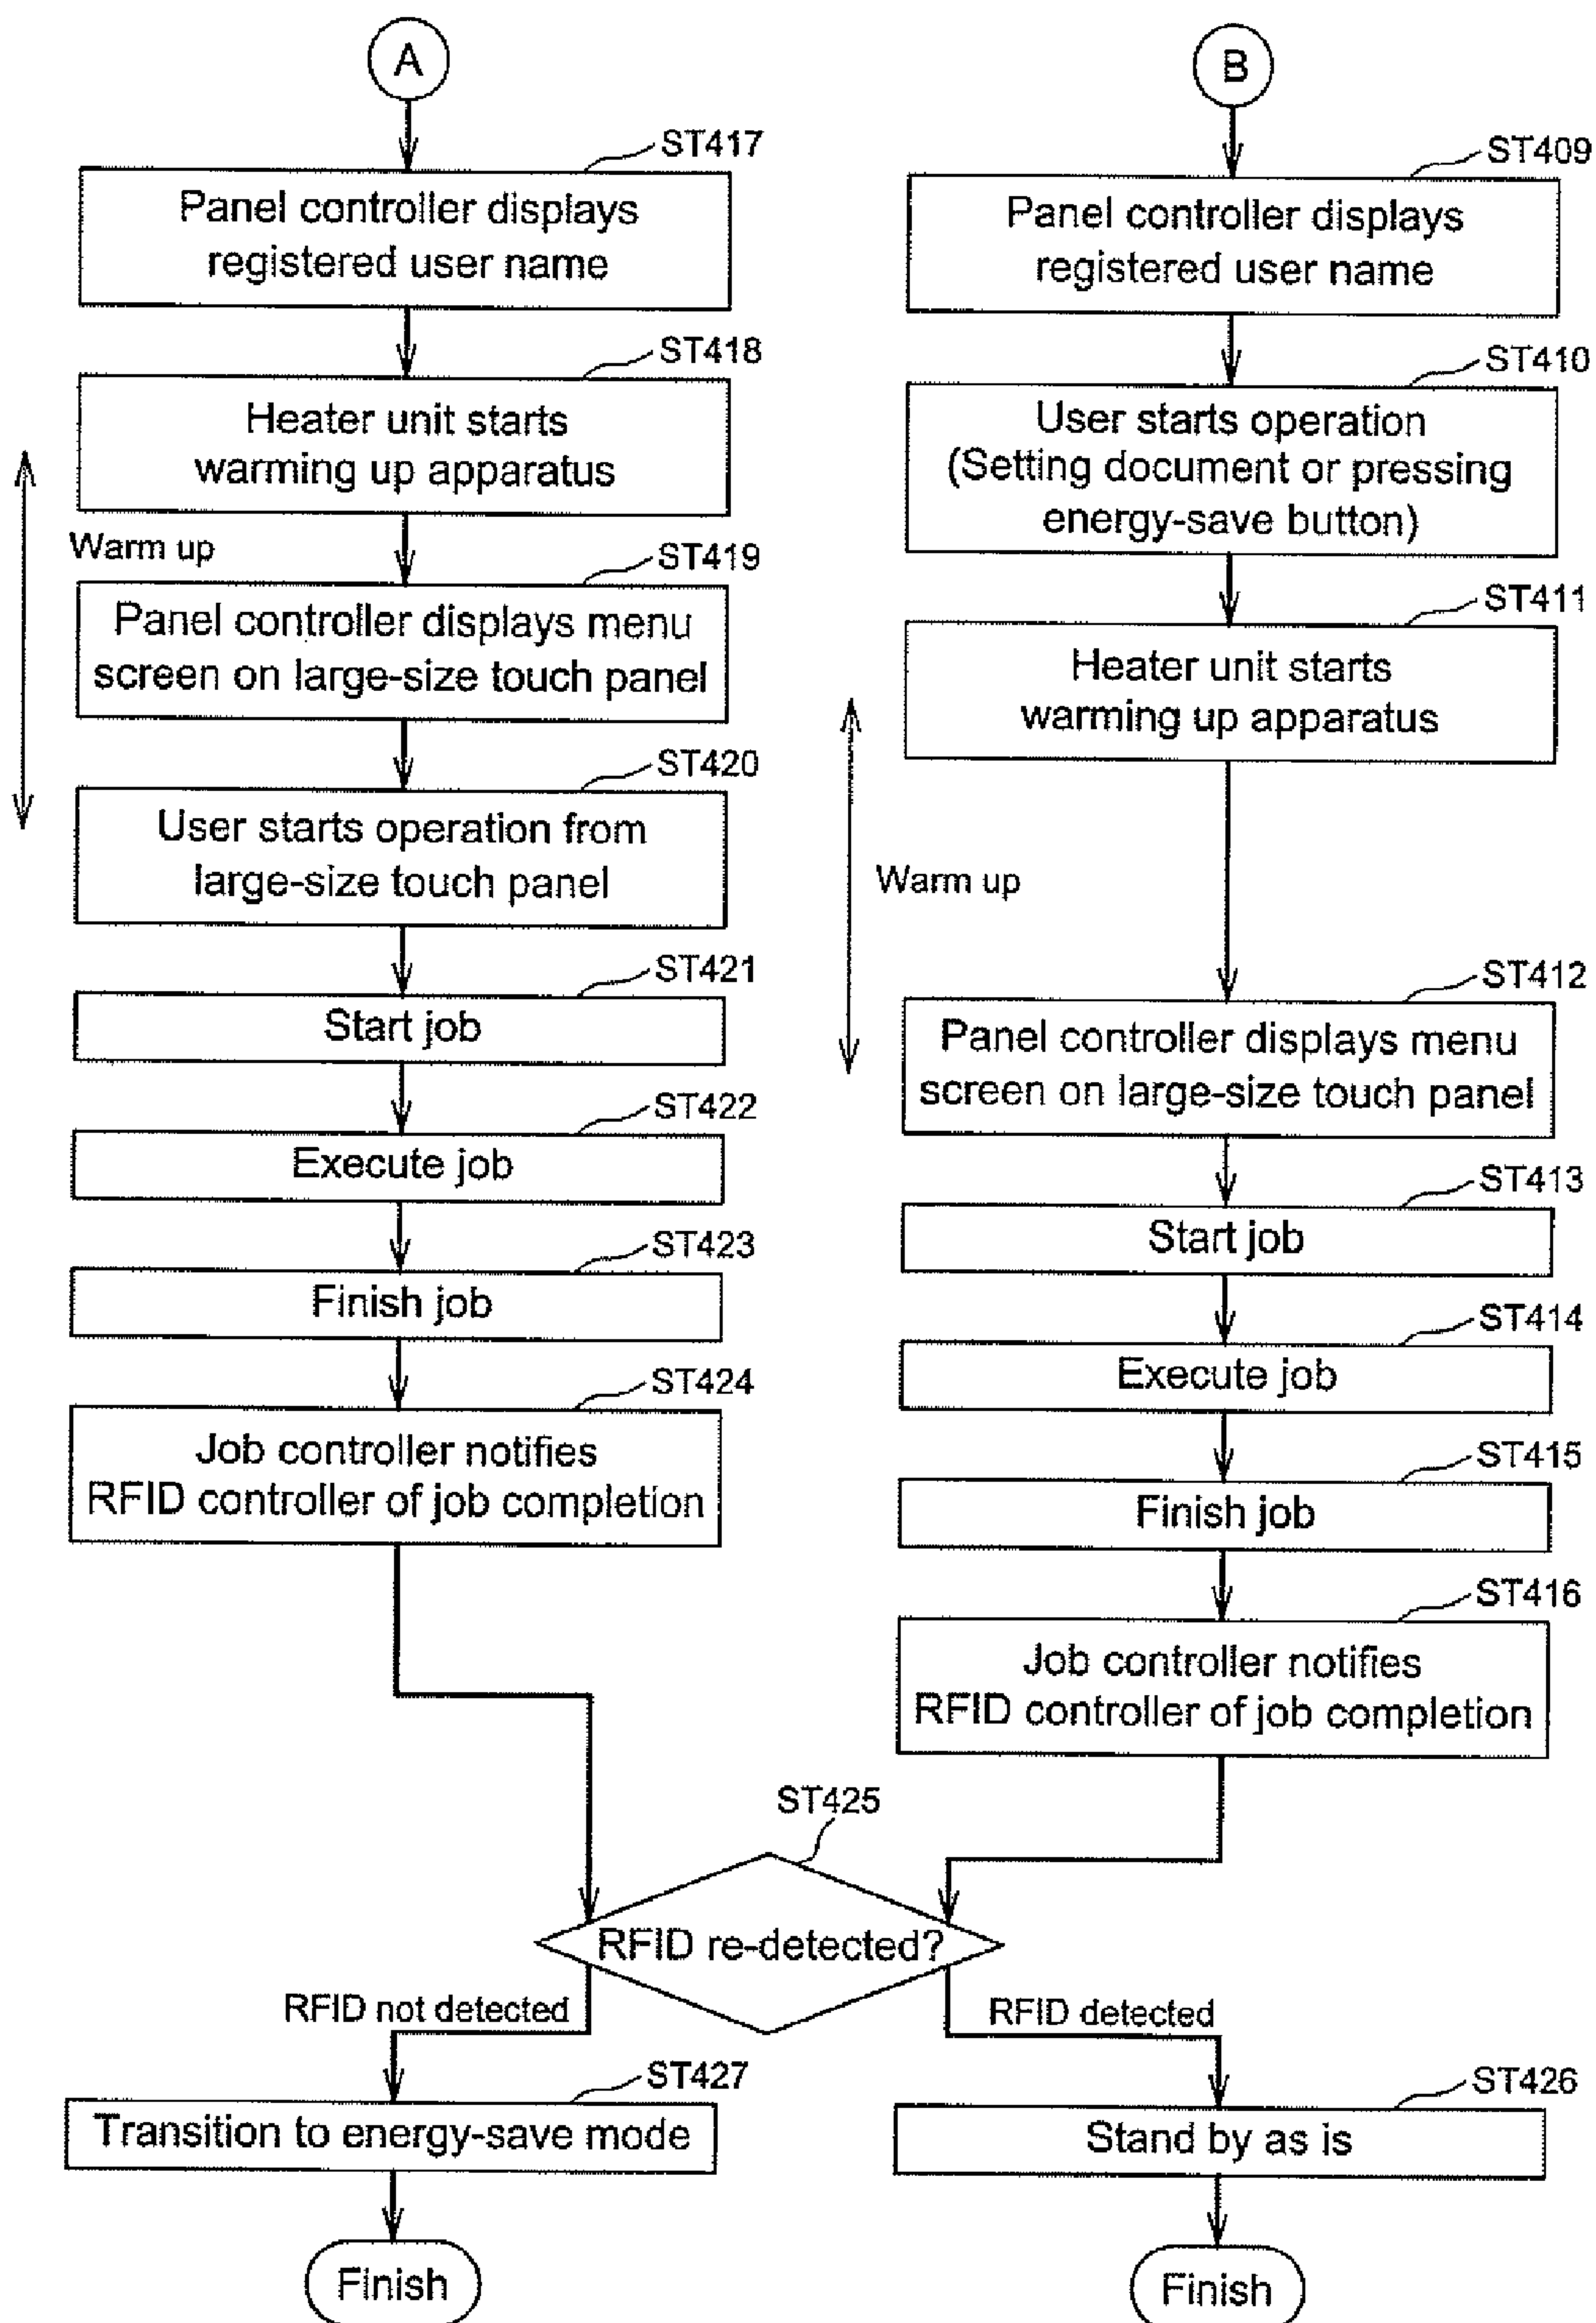 A
ST417
Panel controller displays
registered user name
ST418
Heater unit starts
warming up apparatus
Warm up
ST419
Panel controller displays menu
screen on large-size touch panel
ST420
User starts operation from
large-size touch panel
ST421
Start job
ST422
Execute job
ST423
Finish job
ST424
Job controller notifies
RFID controller of job completion
B
ST409
Panel controller displays
registered user name
ST410
User starts operation
(Setting document or pressing
energy-save button)
ST411
Heater unit starts
warming up apparatus
Warm up
ST412
Panel controller displays menu
screen on large-size touch panel
ST413
Start job
ST414
Execute job
ST415
Finish job
ST416
Job controller notifies
RFID controller of job completion
ST425
RFID re-detected?
RFID not detected
ST427
Transition to energy-save mode
Finish
RFID detected
ST426
Stand by as is
Finish